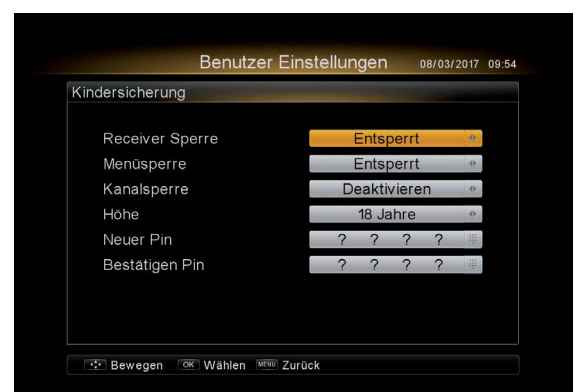 Benutzer Einstellungen 08/03/2017 09:54
Kindersicherung
Receiver Sperre Entsperrt
Menüsperre Entsperrt
Kanalsperre Deaktivieren
Höhe 18 Jahre
Neuer Pin ? ? ? ?
Bestätigen Pin ? ? ? ?
Bewegen OK Wählen MENU Zurück